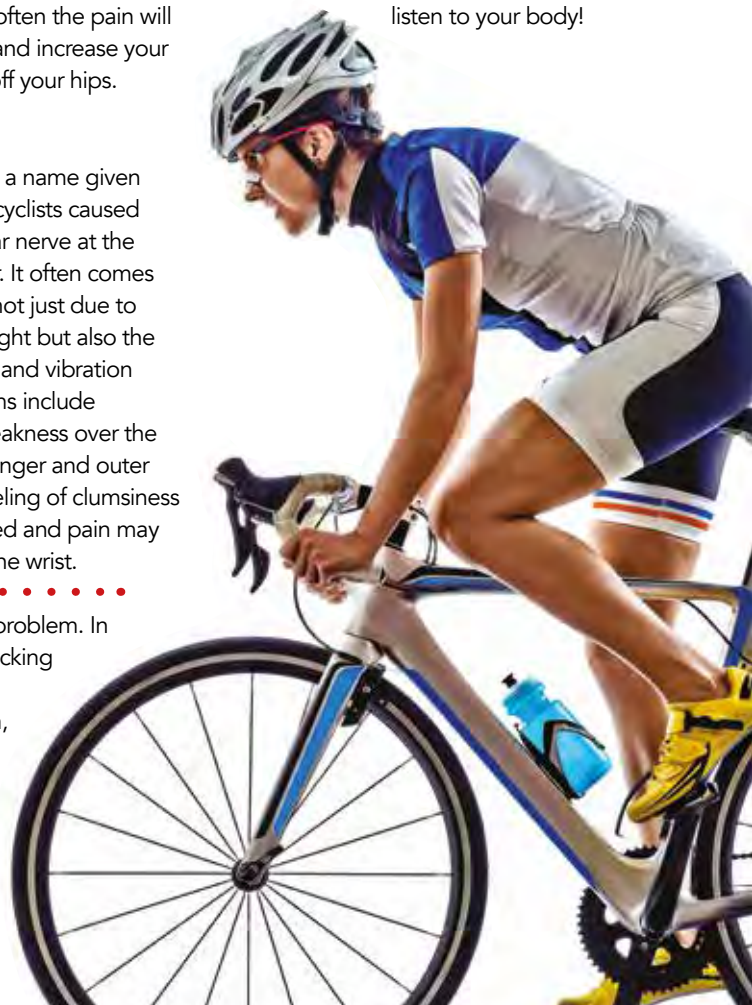 often the pain will
and increase your
off your hips.
a name given
cyclists caused
ar nerve at the
It often comes
not just due to
ght but also the
and vibration
ns include
eakness over the
nger and outer
eling of clumsiness
ed and pain may
he wrist.
problem. In
cking
listen to your body!